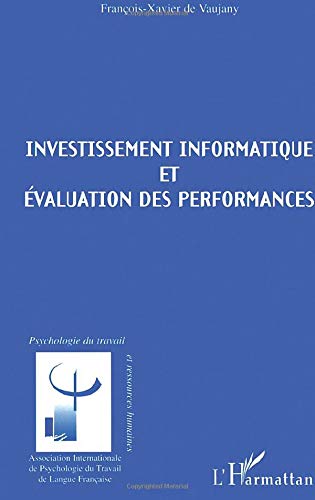 François-Xavier de Vaujany
INVESTISSEMENT INFORMATIQUE
ET
ÉVALUATION DES PERFORMANCES
Psychologie du travail
et ressources humaines
Association Internationale
de Psychologie du Travail
de Langue Française
L'Harmattan